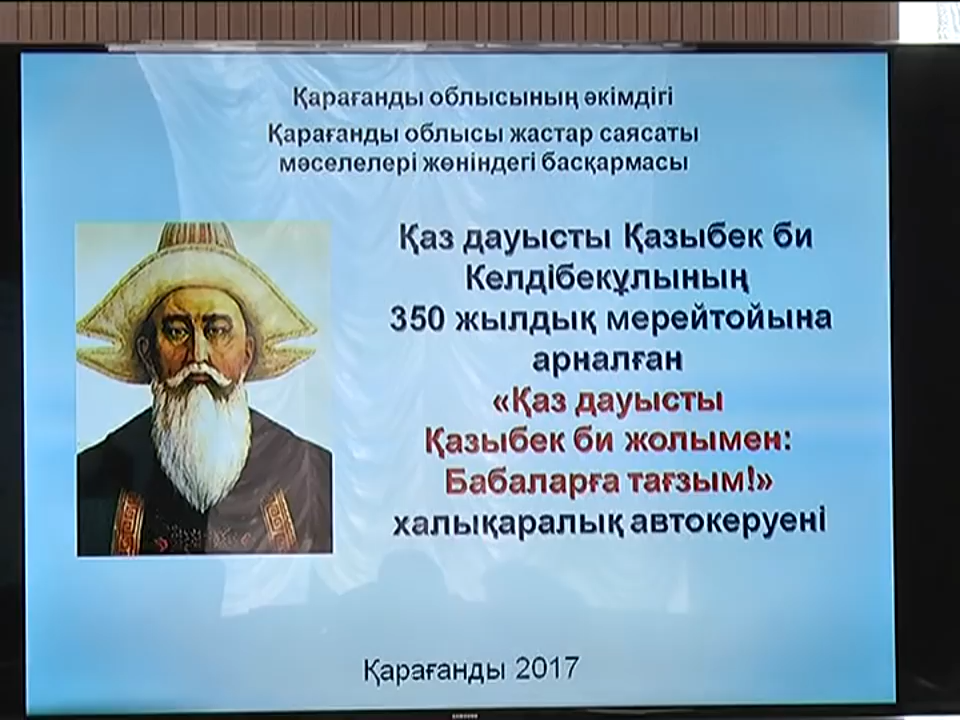 Қарағанды облысының әкімдігі
Қарағанды облысы жастар саясаты
мәселелері жөніндегі басқармасы
Қаз дауысты Қазыбек би
Келдібекұлының
350 жылдық мерейтойына
арналған
«Қаз дауысты
Қазыбек би жолымен:
Бабаларға тағзым!»
халықаралық автокеруені
Қарағанды 2017
SAMSUNG